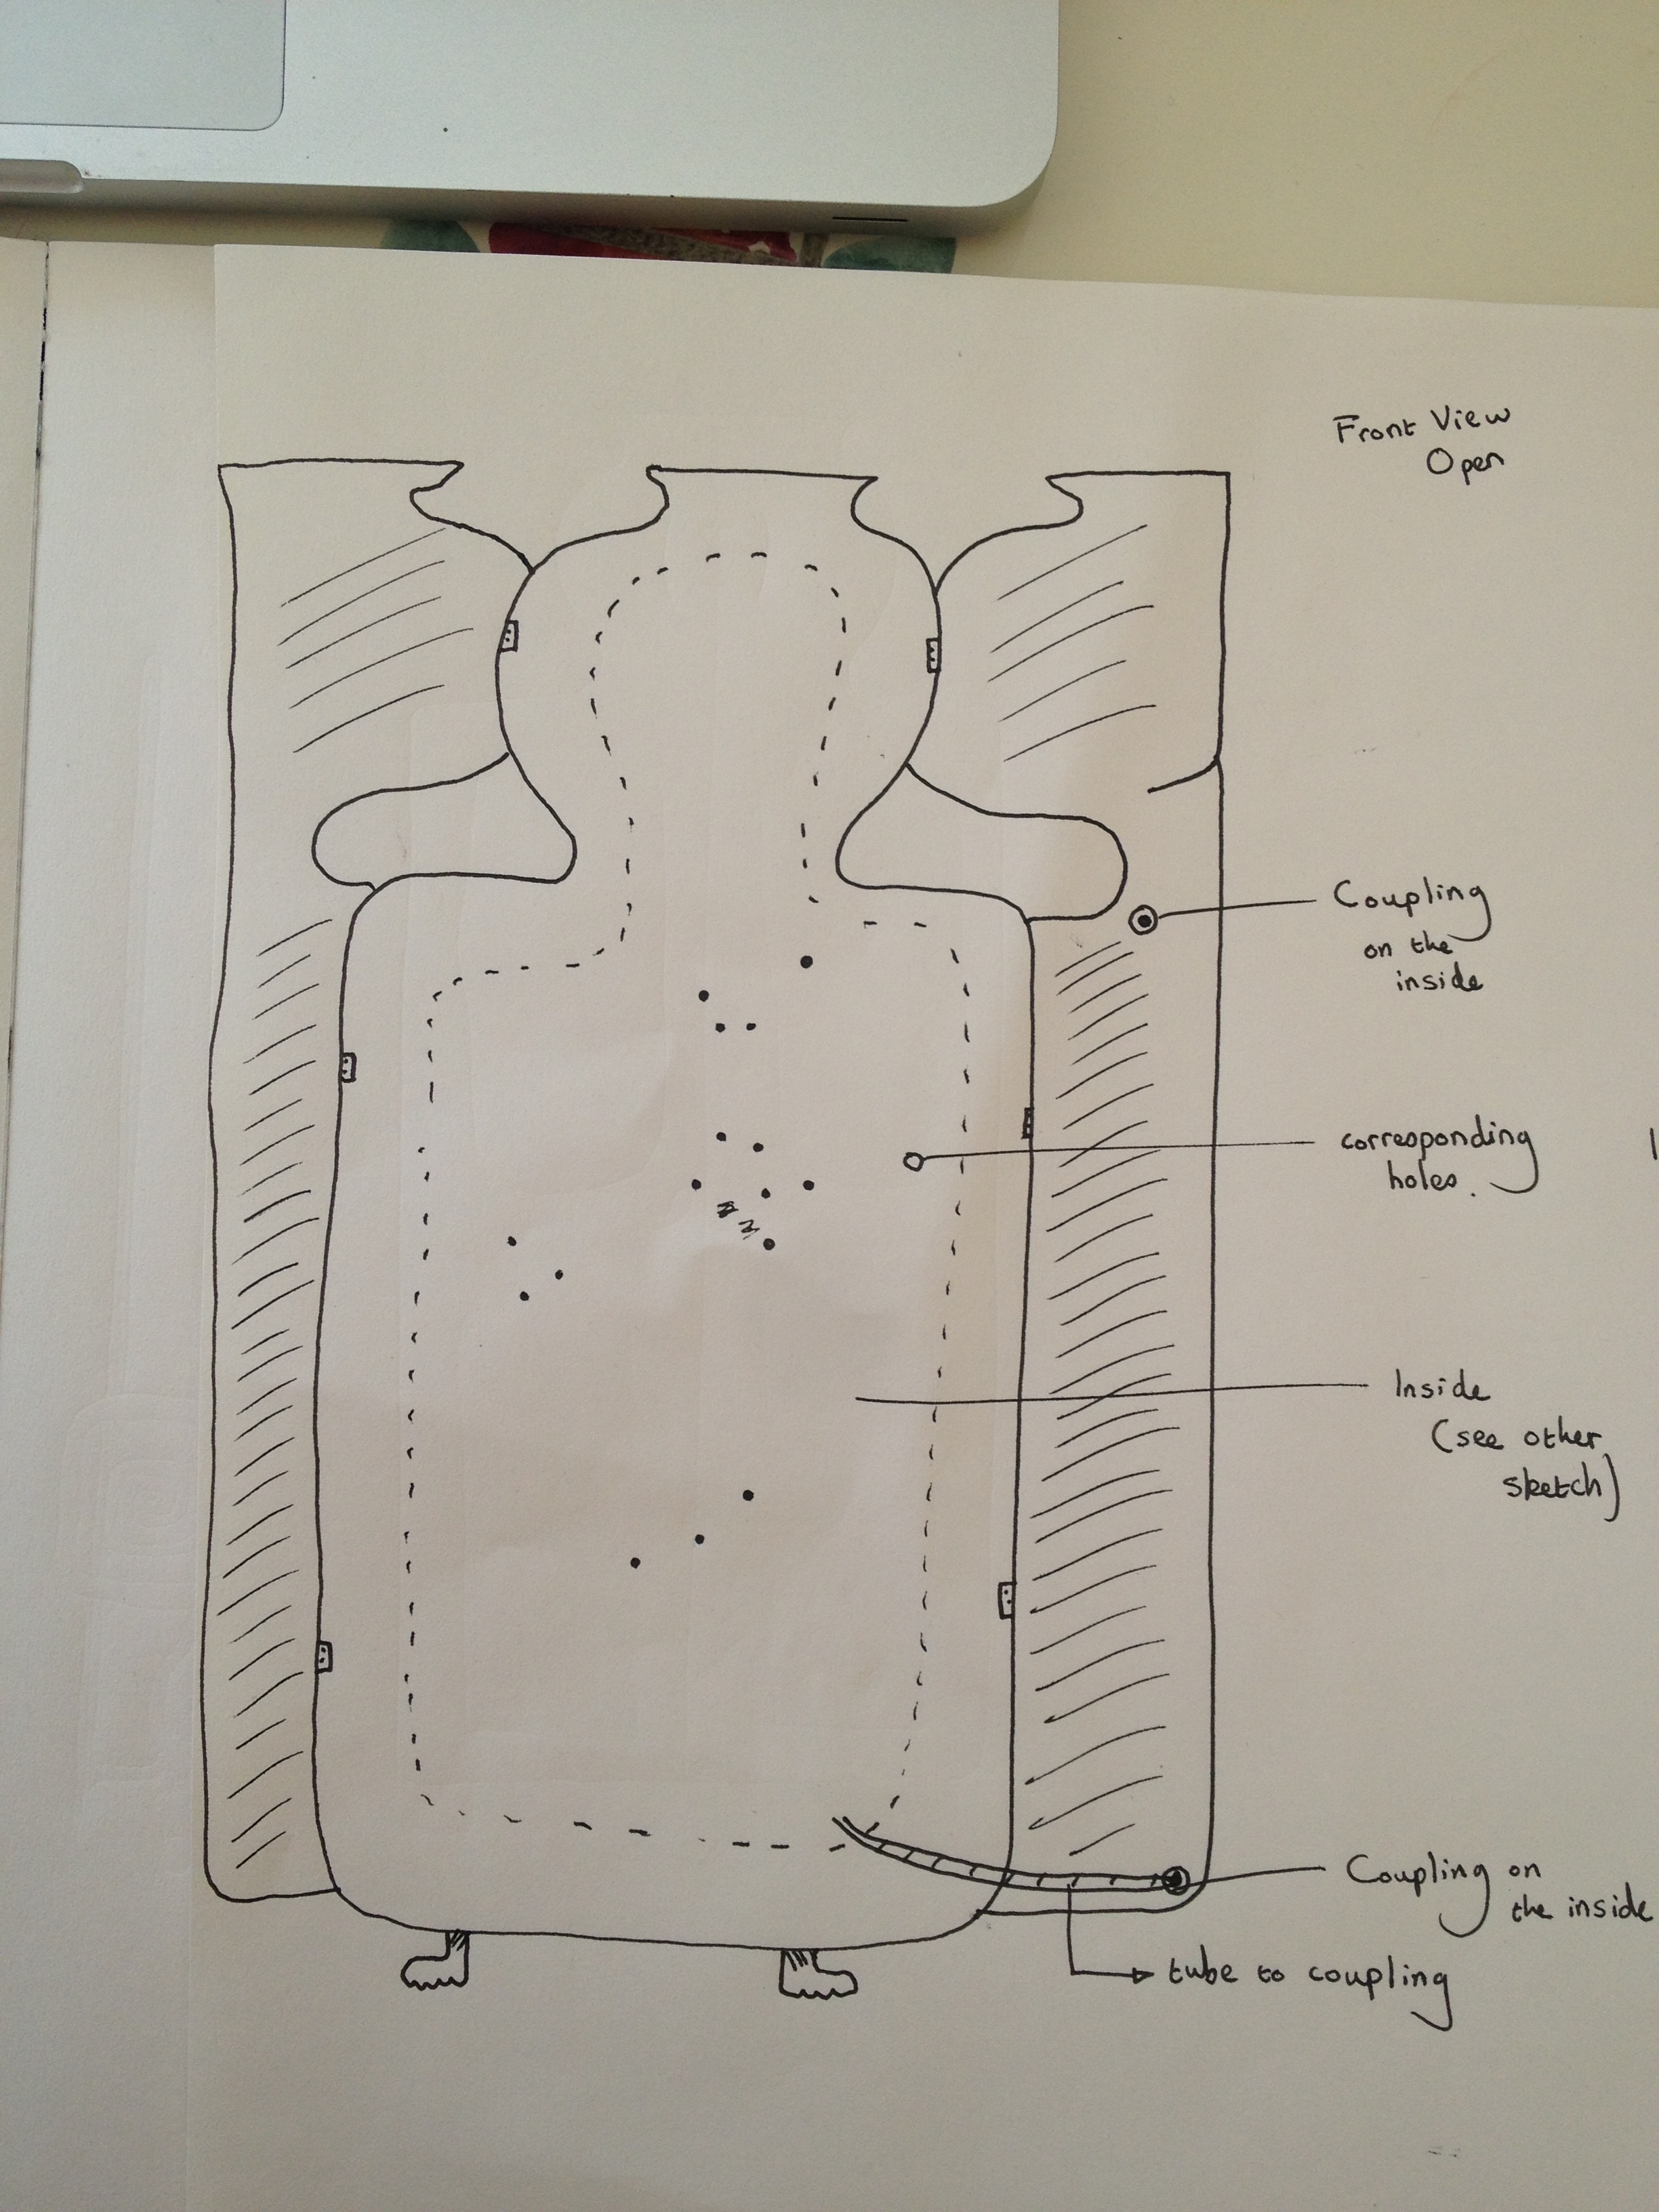 Front View
Open
Coupling
on the
inside
corresponding
holes.
Inside
(see other
sketch)
Coupling on
the inside
tube to coupling